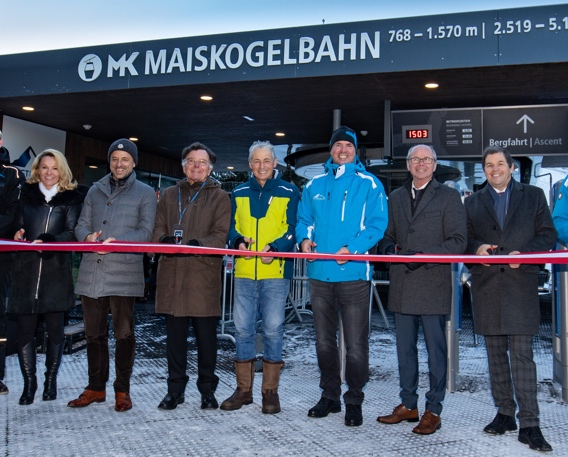 MK MAISKOGELBAHN 768 – 1.570 m | 2.519 – 5.1
1503
Bergfahrt | Ascent